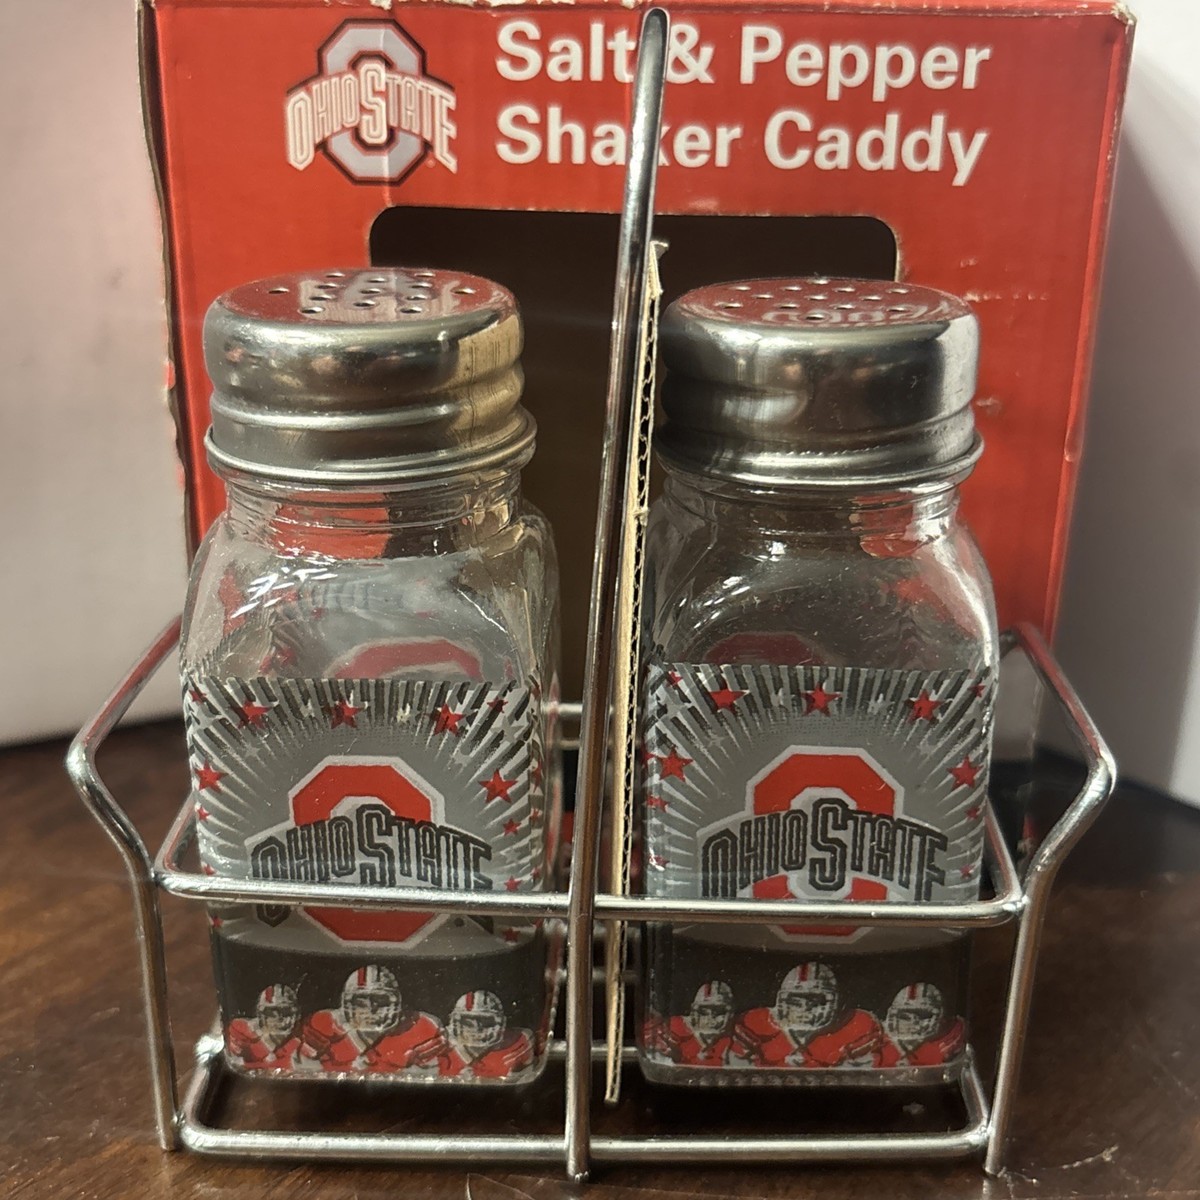 OHIO STATE
Salt & Pepper
Shaker Caddy
OHIO STATE
OHIO STATE